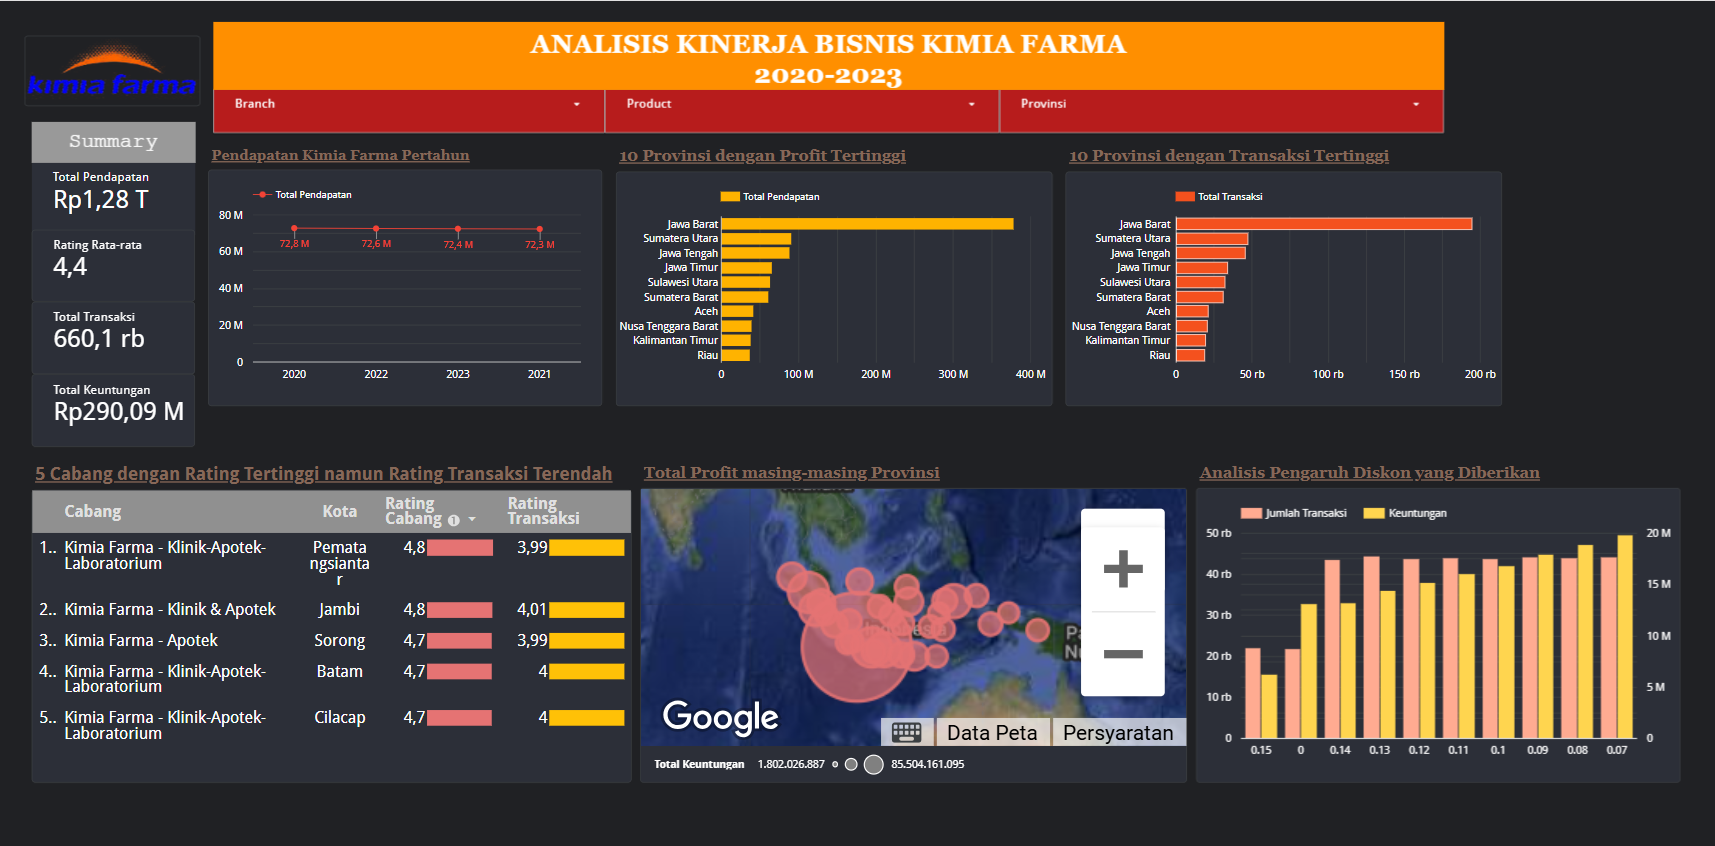 kimia farma
ANALISIS KINERJA BISNIS KIMIA FARMA
2020-2023
Branch
Product
Provinsi
Summary
Total Pendapatan
Rp1,28 T
Rating Rata-rata
4,4
Total Transaksi
660,1 rb
Total Keuntungan
Rp290,09 M
Pendapatan Kimia Farma Pertahun
Total Pendapatan
80 M
60 M
40 M
20 M
0
72,8 M
72,6 M
72,4 M
72,3 M
2020
2022
2023
2021
10 Provinsi dengan Profit Tertinggi
Total Pendapatan
Jawa Barat
Sumatera Utara
Jawa Tengah
Jawa Timur
Sulawesi Utara
Sumatera Barat
Aceh
Nusa Tenggara Barat
Kalimantan Timur
Riau
0
100 M
200 M
300 M
400 M
10 Provinsi dengan Transaksi Tertinggi
Total Transaksi
Jawa Barat
Sumatera Utara
Jawa Tengah
Jawa Timur
Sulawesi Utara
Sumatera Barat
Aceh
Nusa Tenggara Barat
Kalimantan Timur
Riau
0
50 rb
100 rb
150 rb
200 rb
5 Cabang dengan Rating Tertinggi namun Rating Transaksi Terendah
Cabang
Kota
Rating
Cabang
Rating
Transaksi
1.. Kimia Farma - Klinik-Apotek-
Laboratorium
Pemata
ngsianta
r
4,8
3,99
2.. Kimia Farma - Klinik & Apotek
Jambi
4,8
4,01
3.. Kimia Farma - Apotek
Sorong
4,7
3,99
4.. Kimia Farma - Klinik-Apotek-
Laboratorium
Batam
4,7
4
5.. Kimia Farma - Klinik-Apotek-
Laboratorium
Cilacap
4,7
4
Total Profit masing-masing Provinsi
Indonesia
+
−
Google
Data Peta
Persyaratan
Total Keuntungan
1.802.026.887
85.504.161.095
Analisis Pengaruh Diskon yang Diberikan
Jumlah Transaksi
Keuntungan
50 rb
40 rb
30 rb
20 rb
10 rb
0
20 M
15 M
10 M
5 M
0
0.15
0
0.14
0.13
0.12
0.11
0.1
0.09
0.08
0.07